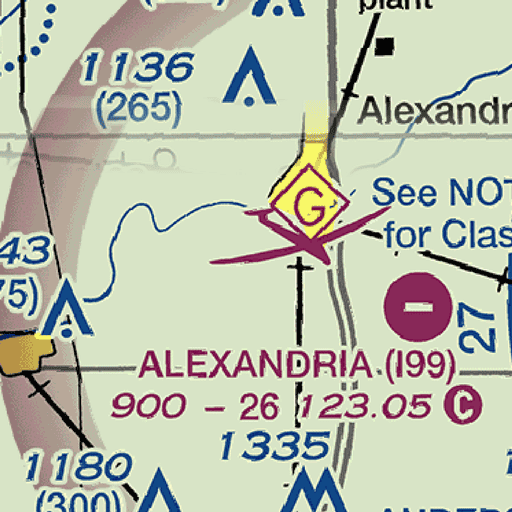 plant
1136
(265)
Alexandr
G
See NOT
for Clas
43
75)
27
ALEXANDRIA (I99)
900 – 26 123.05 C
1335
1180
(300)